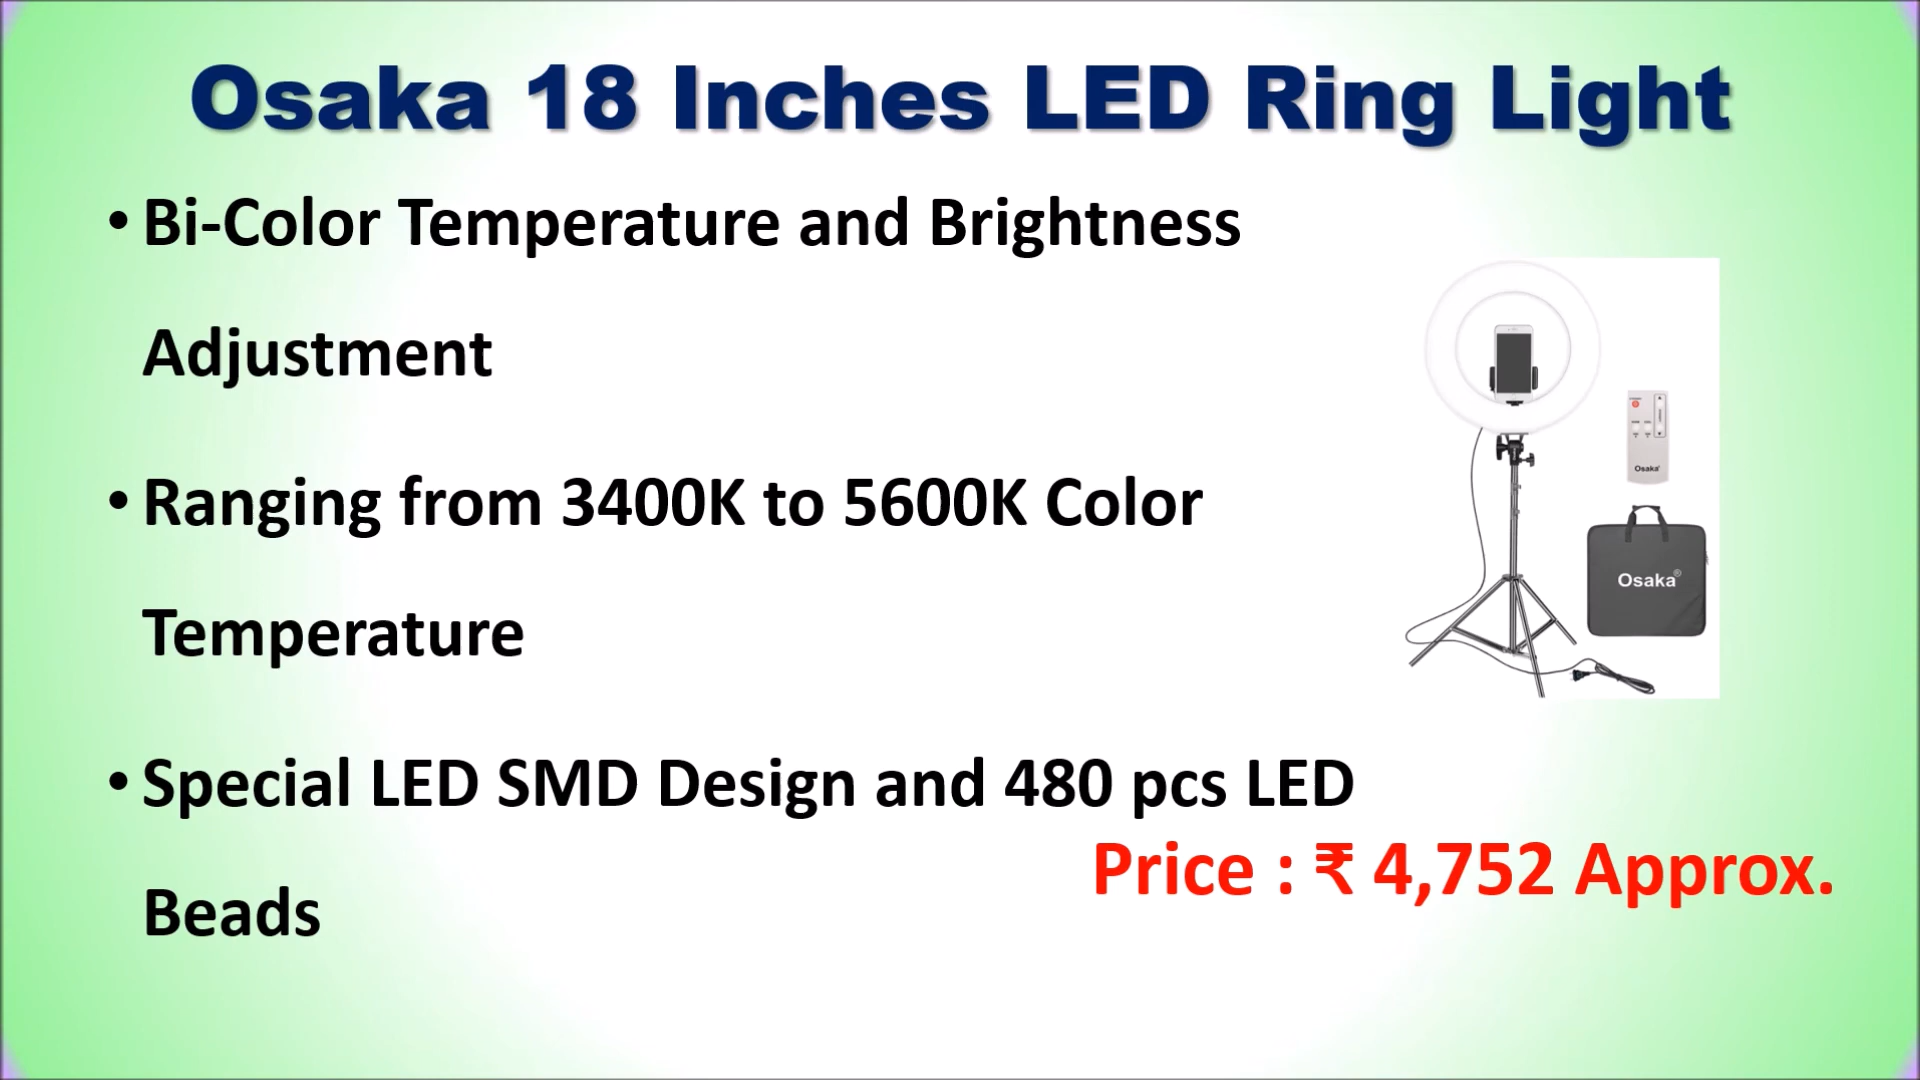 Osaka 18 Inches LED Ring Light
• Bi-Color Temperature and Brightness
Adjustment
• Ranging from 3400K to 5600K Color
Temperature
• Special LED SMD Design and 480 pcs LED
Beads
Price : ₹ 4,752 Approx.
Osaka
Osaka®